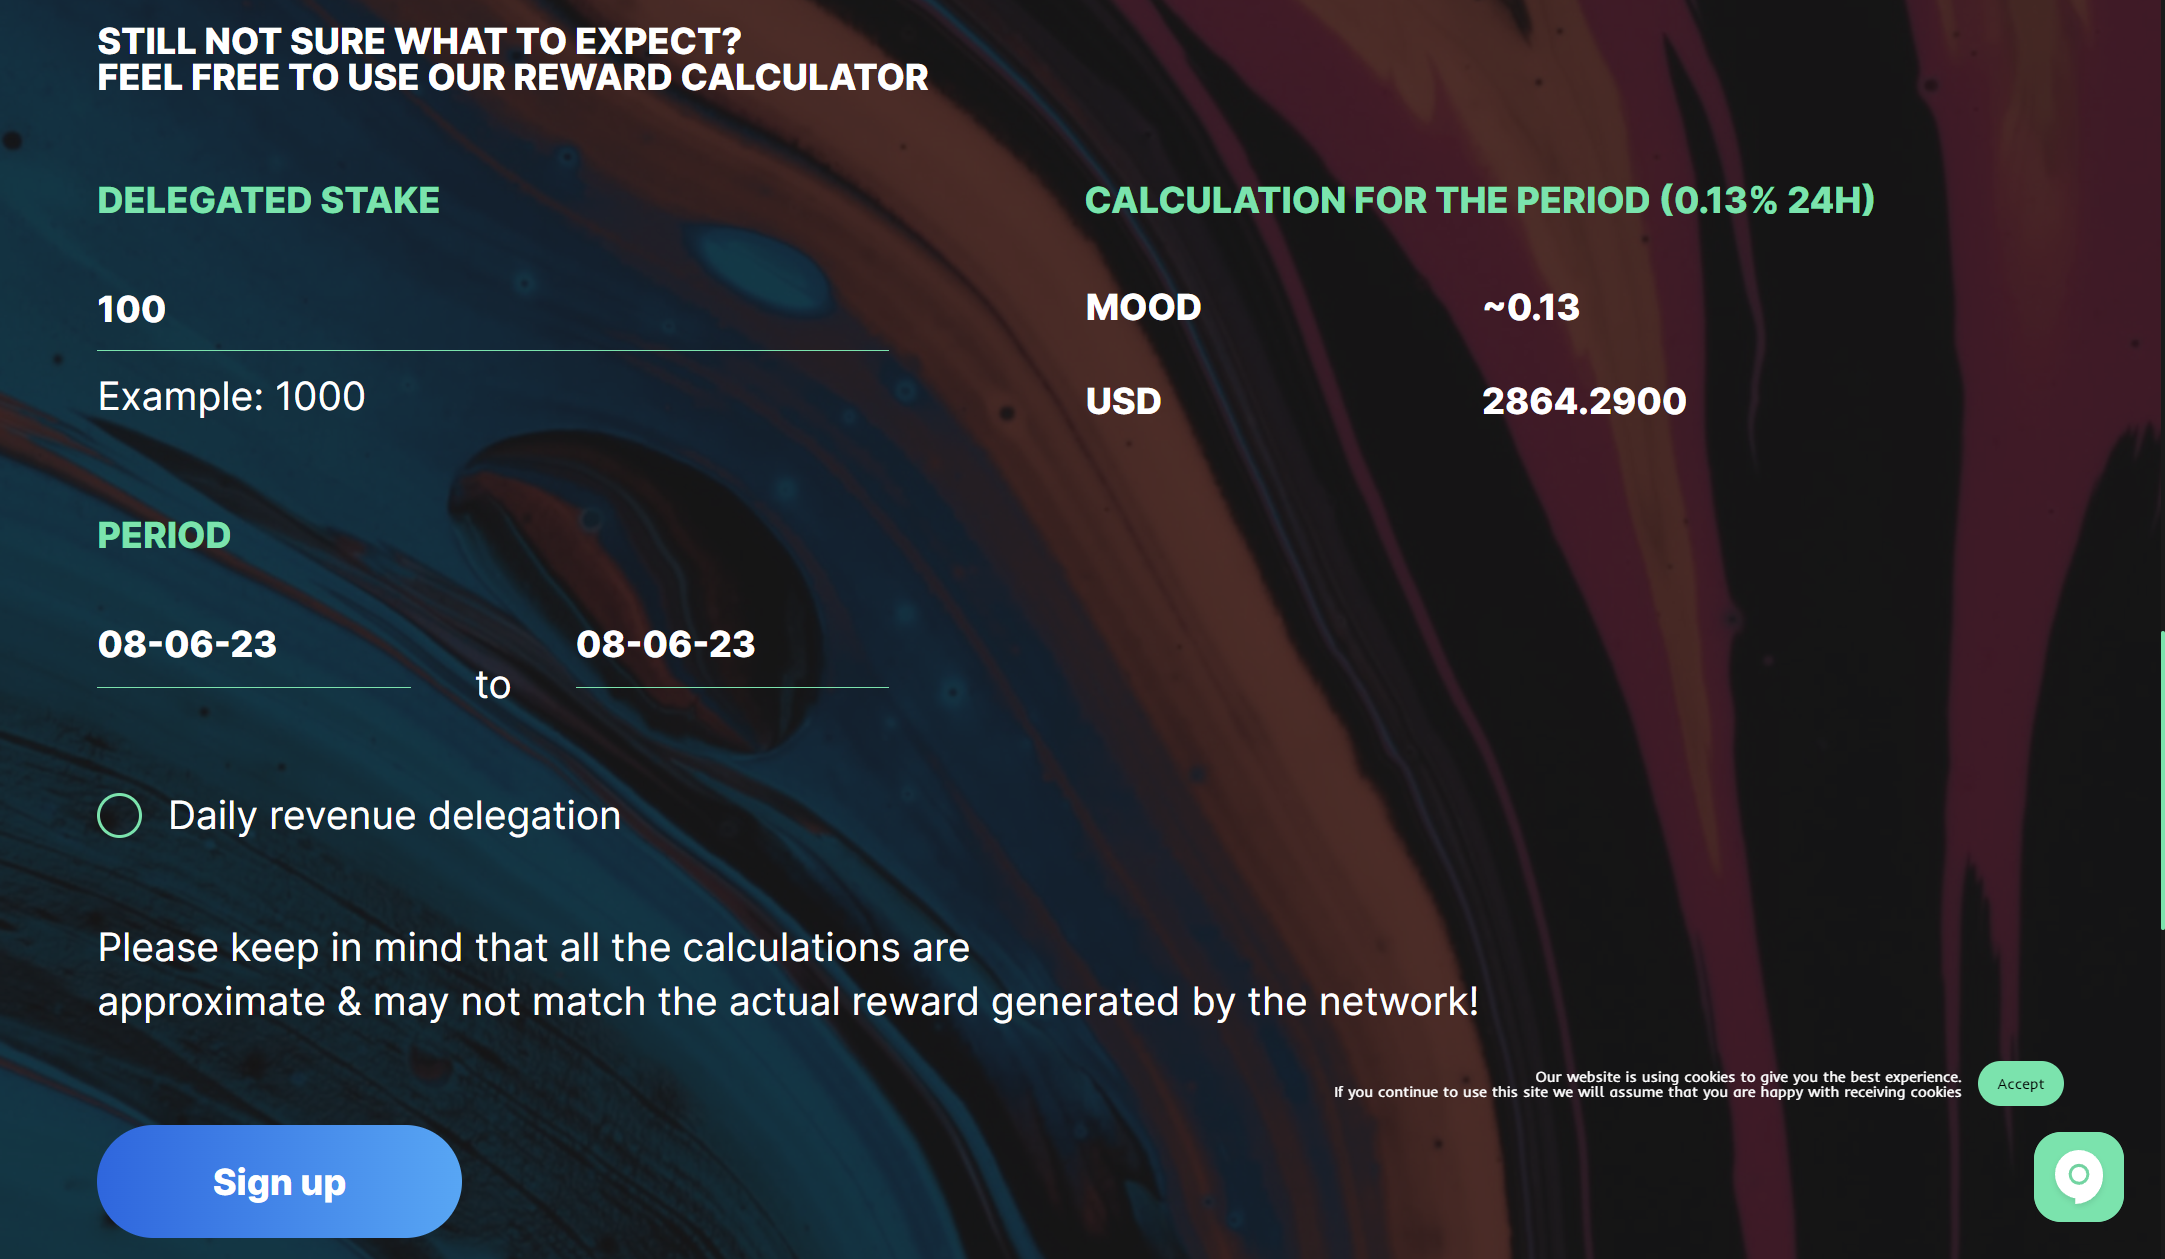 STILL NOT SURE WHAT TO EXPECT?
FEEL FREE TO USE OUR REWARD CALCULATOR
DELEGATED STAKE
100
Example: 1000
PERIOD
08-06-23 to 08-06-23
Daily revenue delegation
CALCULATION FOR THE PERIOD (0.13% 24H)
MOOD ~0.13
USD 2864.2900
Please keep in mind that all the calculations are
approximate & may not match the actual reward generated by the network!
Our website is using cookies to give you the best experience.
If you continue to use this site we will assume that you are happy with receiving cookies
Accept
Sign up